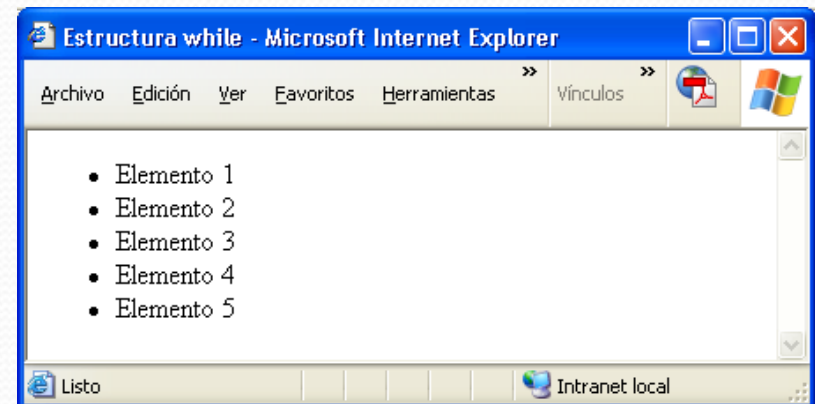 Estructura while - Microsoft Internet Explorer
Archivo Edición Ver Favoritos Herramientas » Vínculos »
• Elemento 1
• Elemento 2
• Elemento 3
• Elemento 4
• Elemento 5
Listo Intranet local